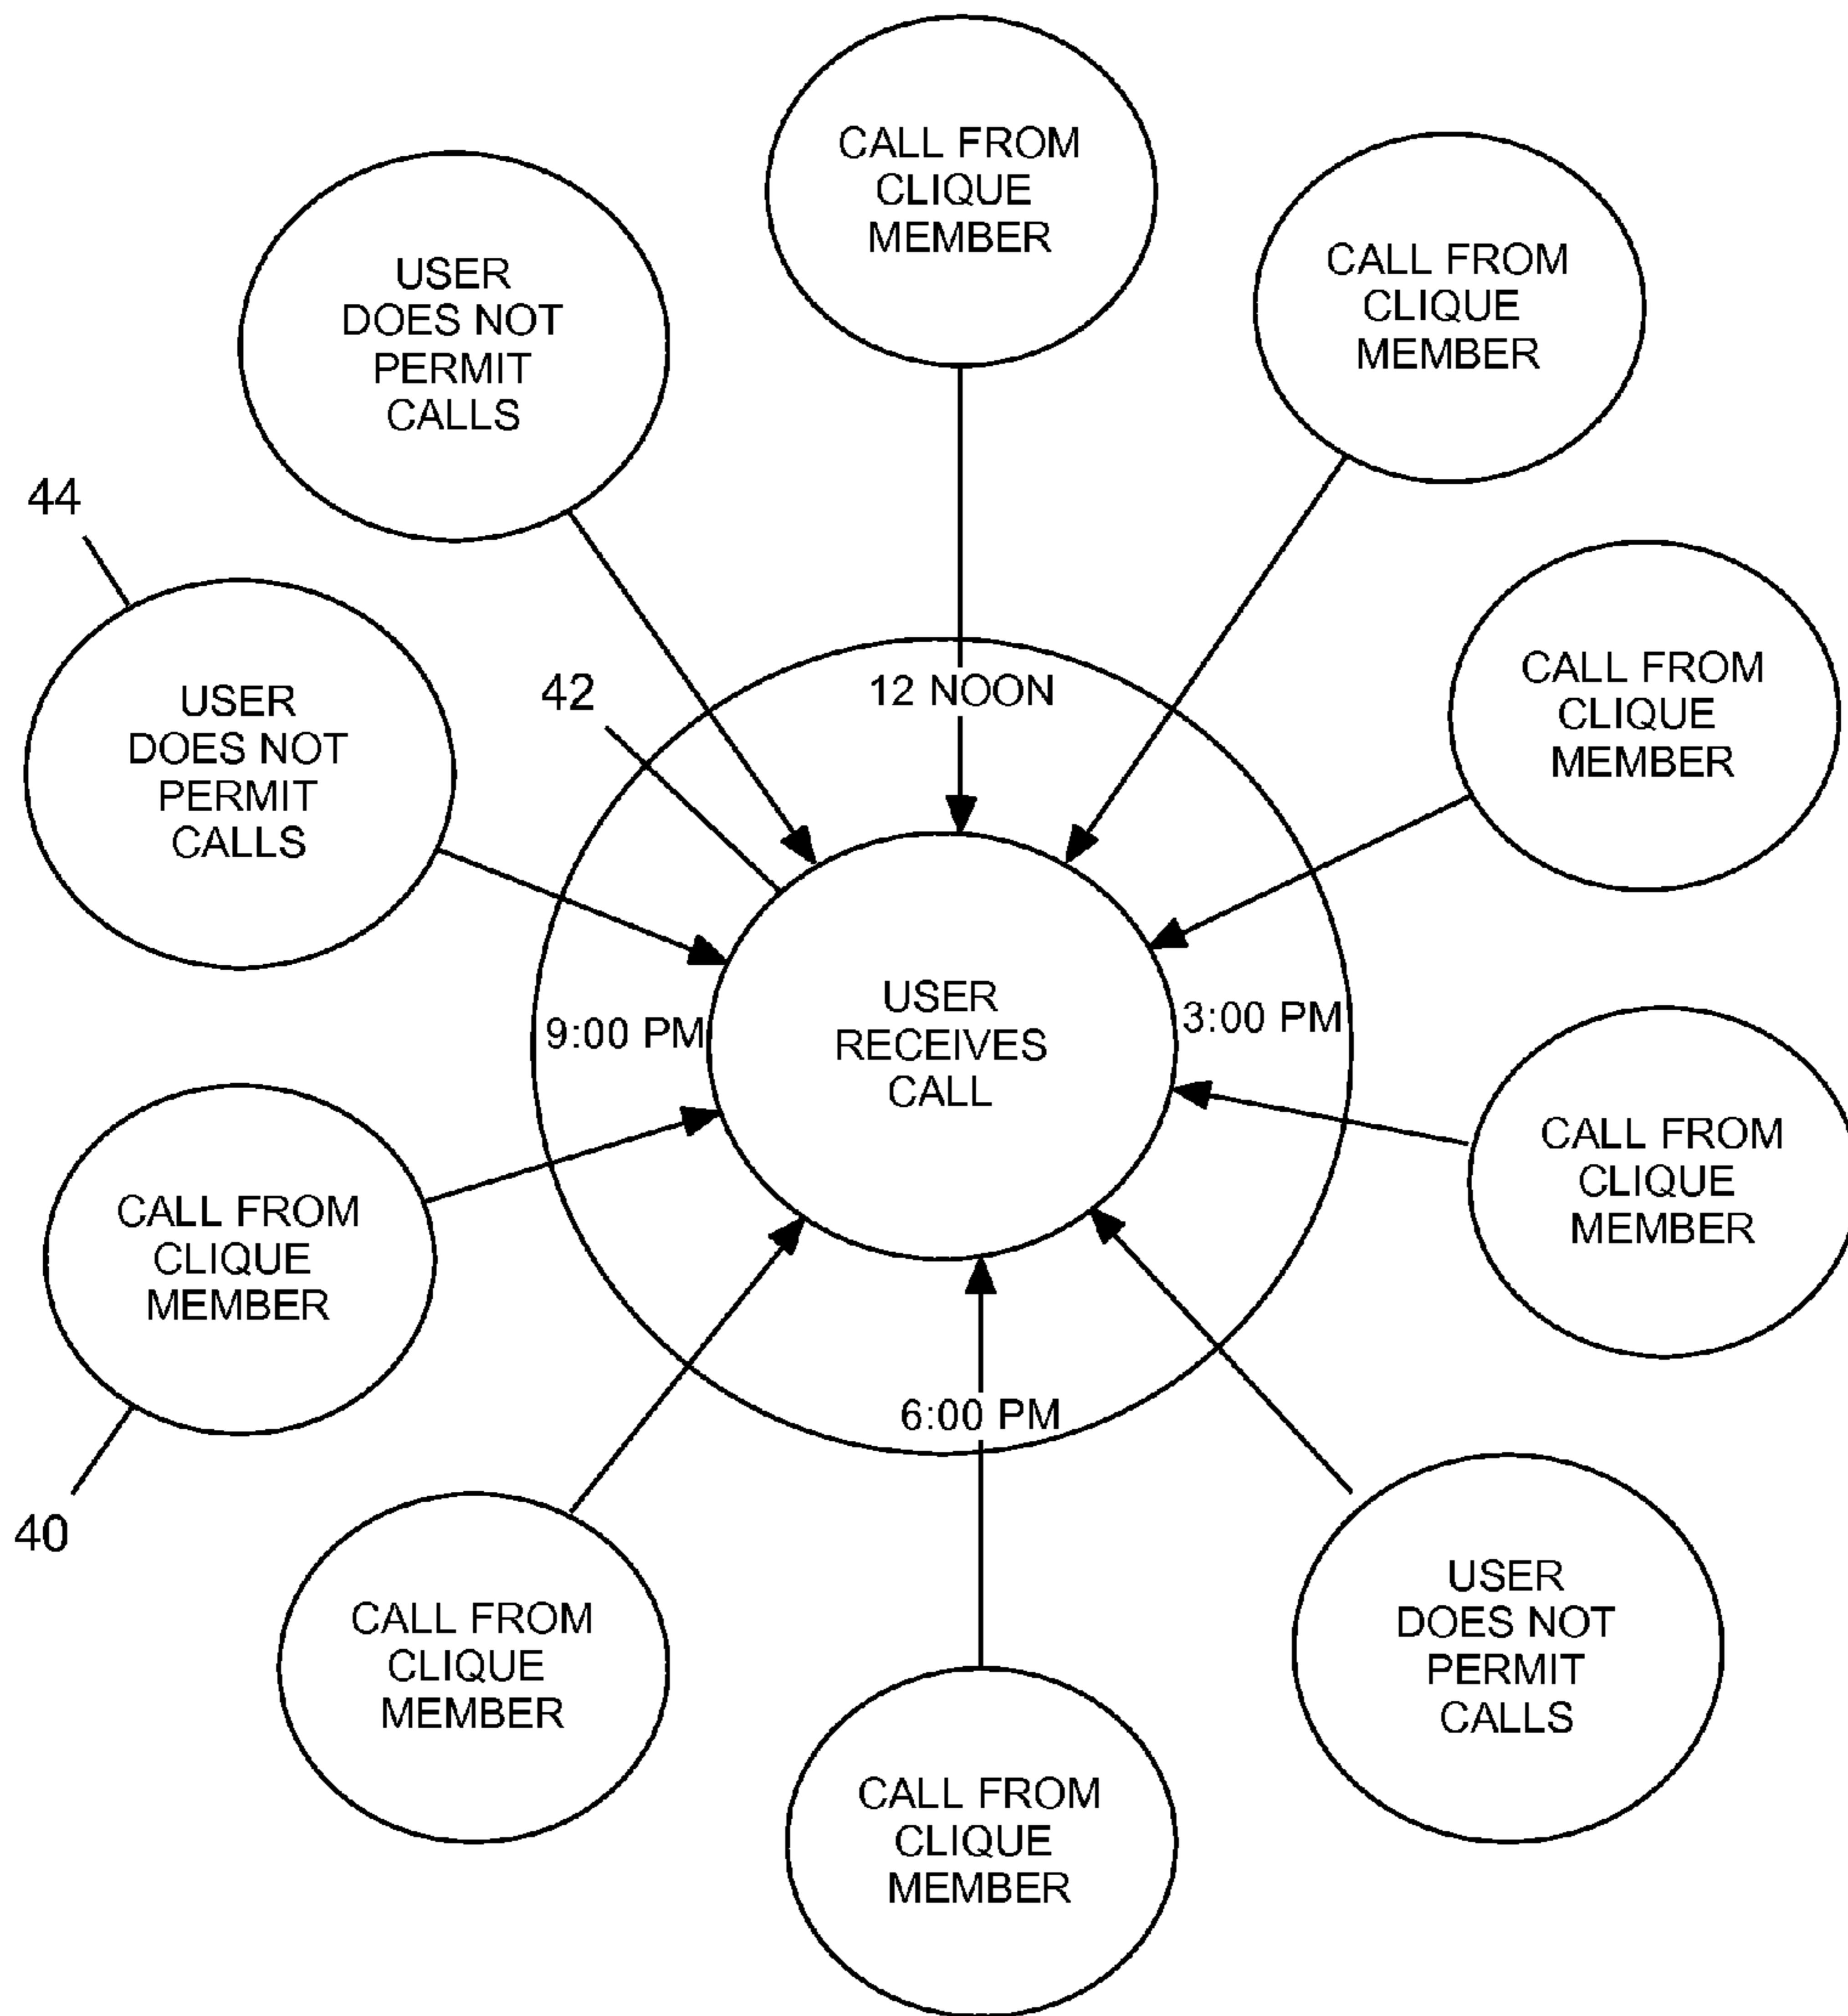 CALL FROM
CLIQUE
MEMBER
CALL FROM
CLIQUE
MEMBER
USER
DOES NOT
PERMIT
CALLS
44
CALL FROM
CLIQUE
MEMBER
42
12 NOON
USER
DOES NOT
PERMIT
CALLS
USER
RECEIVES
CALL
9:00 PM
3:00 PM
CALL FROM
CLIQUE
MEMBER
CALL FROM
CLIQUE
MEMBER
40
6:00 PM
USER
DOES NOT
PERMIT
CALLS
CALL FROM
CLIQUE
MEMBER
CALL FROM
CLIQUE
MEMBER